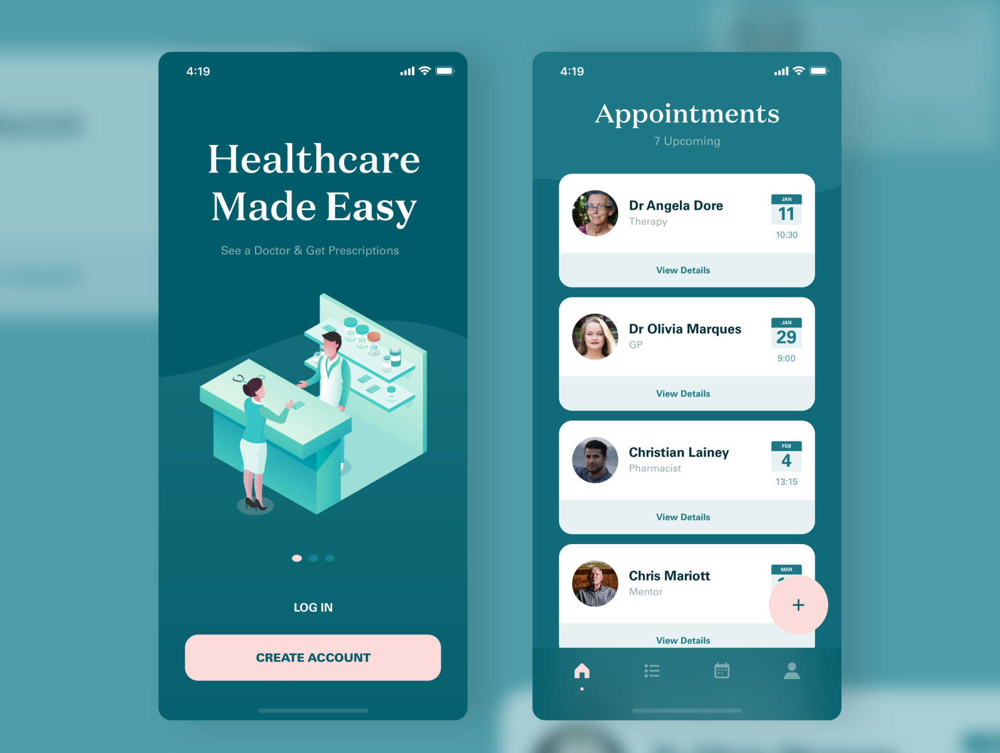 4:19
Healthcare
Made Easy
See a Doctor & Get Prescriptions
LOG IN
CREATE ACCOUNT
4:19
Appointments
7 Upcoming
Dr Angela Dore
Therapy
JAN
11
10:30
View Details
Dr Olivia Marques
GP
JAN
29
9:00
View Details
Christian Lainey
Pharmacist
FEB
4
13:15
View Details
Chris Mariott
Mentor
MAR
+
View Details